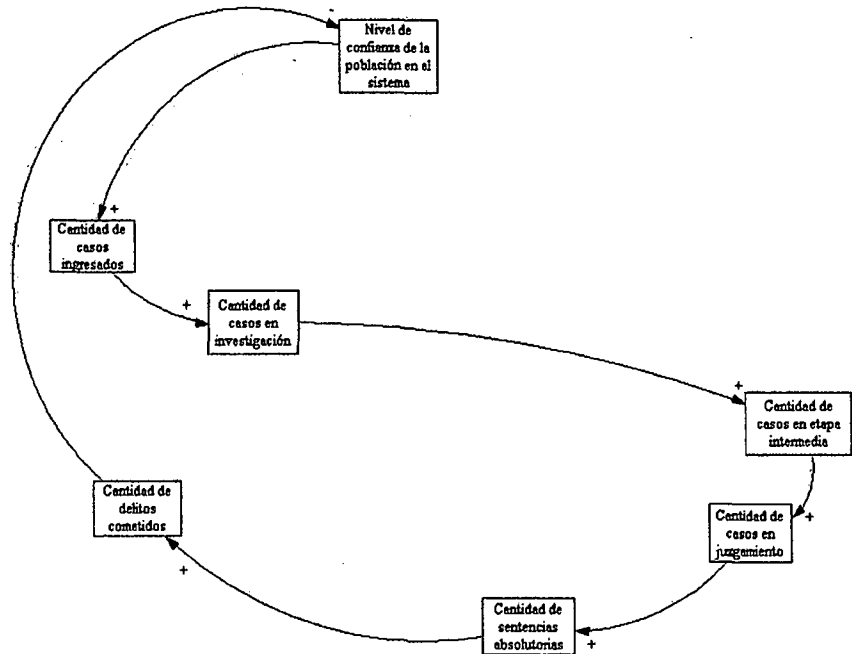 Nivel de
confianza de la
población en el
sistema
-
+
Cantidad de
casos
ingresados
+
Cantidad de
casos en
investigación
+
Cantidad de
casos en etapa
intermedia
+
Cantidad de
casos en
juzgamiento
+
Cantidad de
sentencias
absolutorias
+
Cantidad de
delitos
cometidos